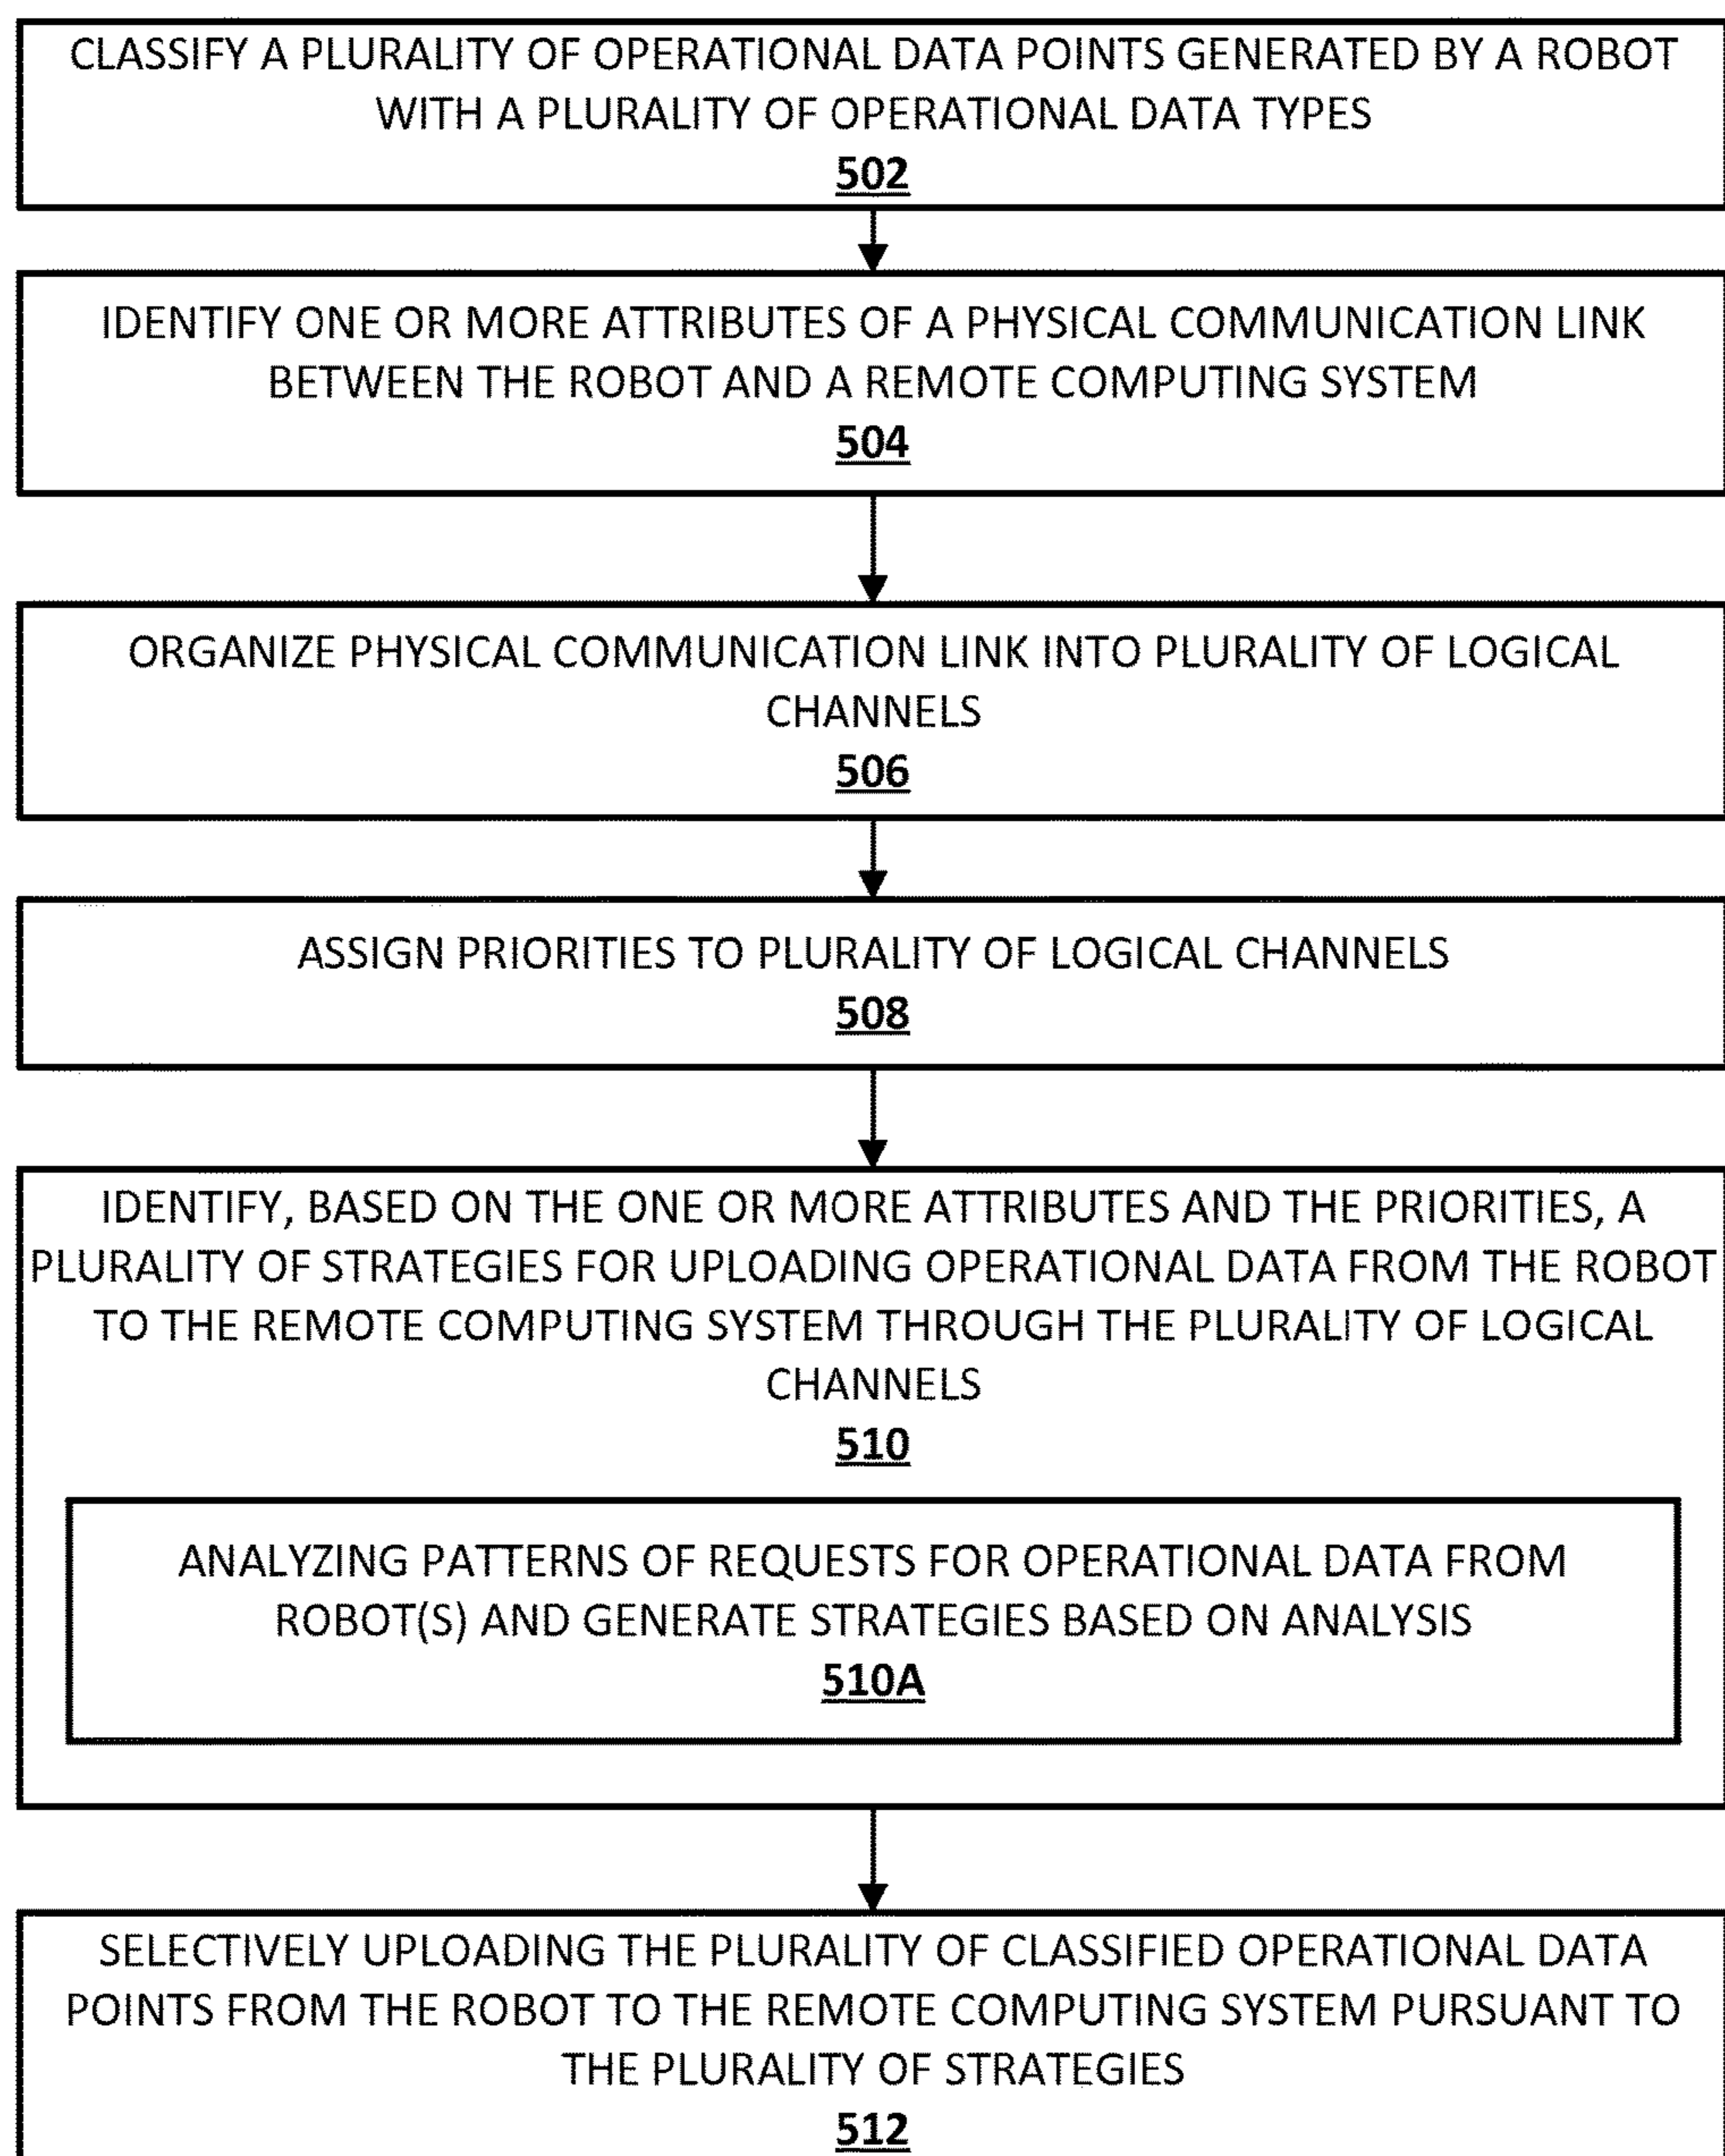 CLASSIFY A PLURALITY OF OPERATIONAL DATA POINTS GENERATED BY A ROBOT
WITH A PLURALITY OF OPERATIONAL DATA TYPES
502
IDENTIFY ONE OR MORE ATTRIBUTES OF A PHYSICAL COMMUNICATION LINK
BETWEEN THE ROBOT AND A REMOTE COMPUTING SYSTEM
504
ORGANIZE PHYSICAL COMMUNICATION LINK INTO PLURALITY OF LOGICAL
CHANNELS
506
ASSIGN PRIORITIES TO PLURALITY OF LOGICAL CHANNELS
508
IDENTIFY, BASED ON THE ONE OR MORE ATTRIBUTES AND THE PRIORITIES, A
PLURALITY OF STRATEGIES FOR UPLOADING OPERATIONAL DATA FROM THE ROBOT
TO THE REMOTE COMPUTING SYSTEM THROUGH THE PLURALITY OF LOGICAL
CHANNELS
510
ANALYZING PATTERNS OF REQUESTS FOR OPERATIONAL DATA FROM
ROBOT(S) AND GENERATE STRATEGIES BASED ON ANALYSIS
510A
SELECTIVELY UPLOADING THE PLURALITY OF CLASSIFIED OPERATIONAL DATA
POINTS FROM THE ROBOT TO THE REMOTE COMPUTING SYSTEM PURSUANT TO
THE PLURALITY OF STRATEGIES
512